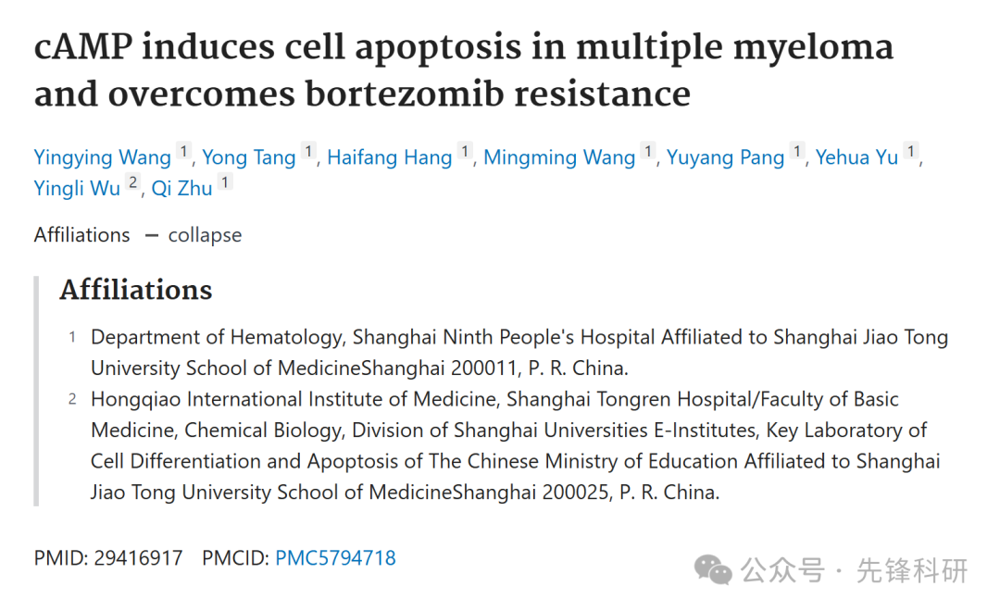 cAMP induces cell apoptosis in multiple myeloma
and overcomes bortezomib resistance
Yingying Wang 1, Yong Tang 1, Haifang Hang 1, Mingming Wang 1, Yuyang Pang 1, Yehua Yu 1,
Yingli Wu 2, Qi Zhu 1
Affiliations — collapse
Affiliations
1 Department of Hematology, Shanghai Ninth People's Hospital Affiliated to Shanghai Jiao Tong
University School of MedicineShanghai 200011, P. R. China.
2 Hongqiao International Institute of Medicine, Shanghai Tongren Hospital/Faculty of Basic
Medicine, Chemical Biology, Division of Shanghai Universities E-Institutes, Key Laboratory of
Cell Differentiation and Apoptosis of The Chinese Ministry of Education Affiliated to Shanghai
Jiao Tong University School of MedicineShanghai 200025, P. R. China.
PMID: 29416917 PMCID: PMC5794718
公众号 · 先锋科研